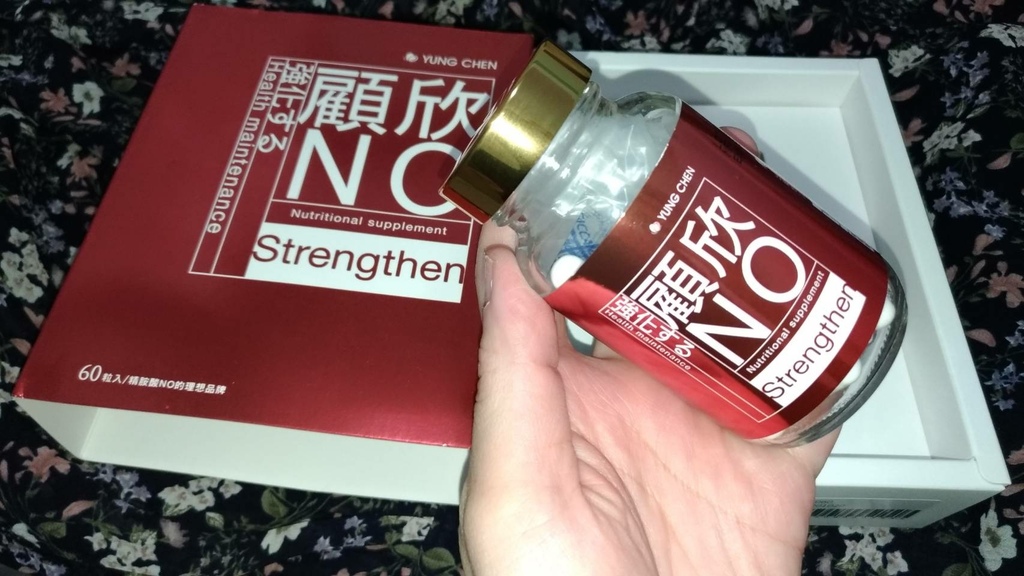 YUNG CHEN
顧欣
NO
強化する
Health maintenance
Nutritional supplement
Strengthen
60粒入/精胺酸NO的理想品牌
YUNG CHEN
顧欣
NO
強化する
Health maintenance
Nutritional supplement
Strengthen